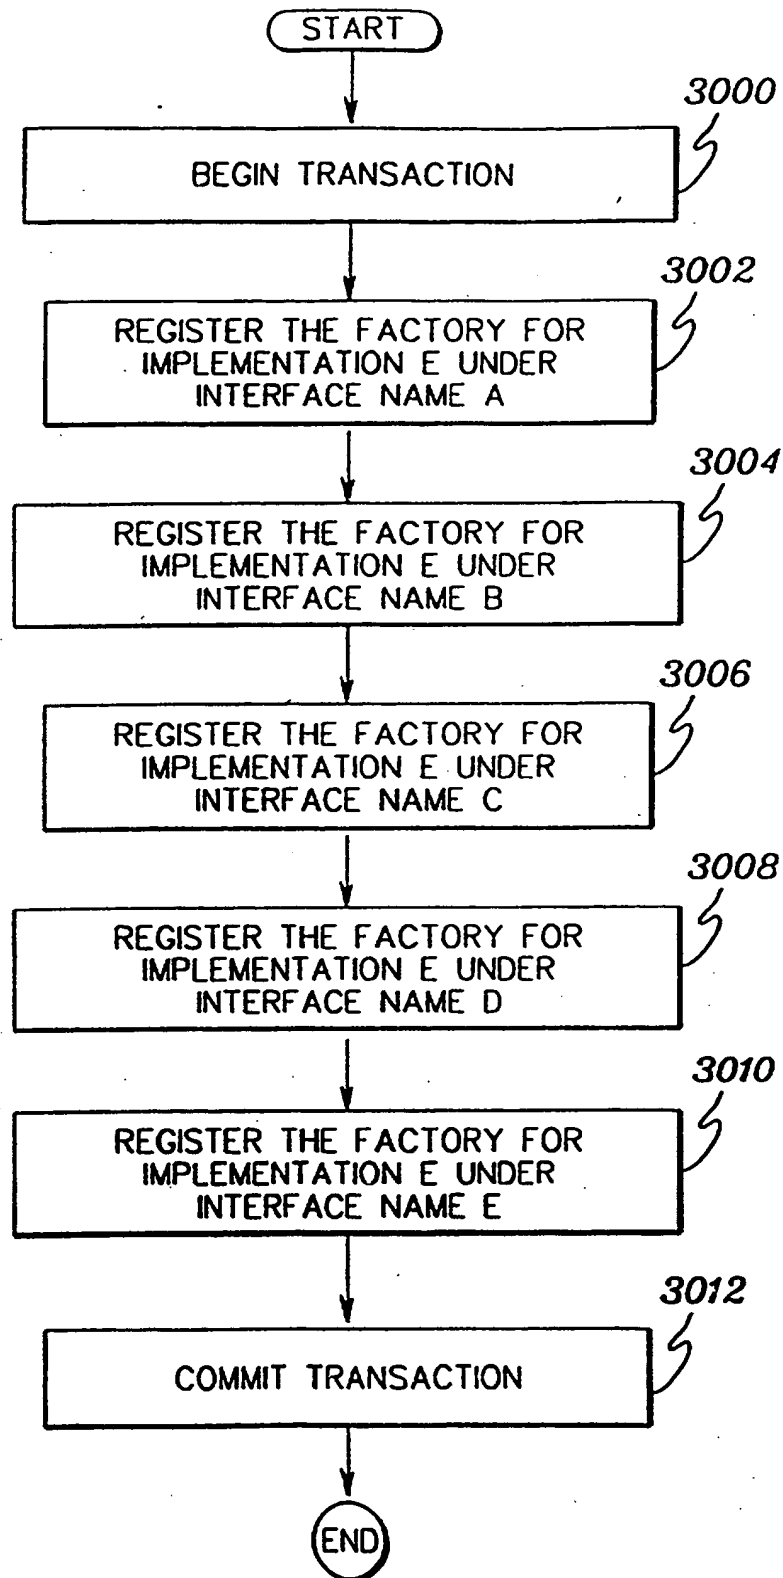 START
3000
BEGIN TRANSACTION
3002
REGISTER THE FACTORY FOR
IMPLEMENTATION E UNDER
INTERFACE NAME A
3004
REGISTER THE FACTORY FOR
IMPLEMENTATION E UNDER
INTERFACE NAME B
3006
REGISTER THE FACTORY FOR
IMPLEMENTATION E UNDER
INTERFACE NAME C
3008
REGISTER THE FACTORY FOR
IMPLEMENTATION E UNDER
INTERFACE NAME D
3010
REGISTER THE FACTORY FOR
IMPLEMENTATION E UNDER
INTERFACE NAME E
3012
COMMIT TRANSACTION
END